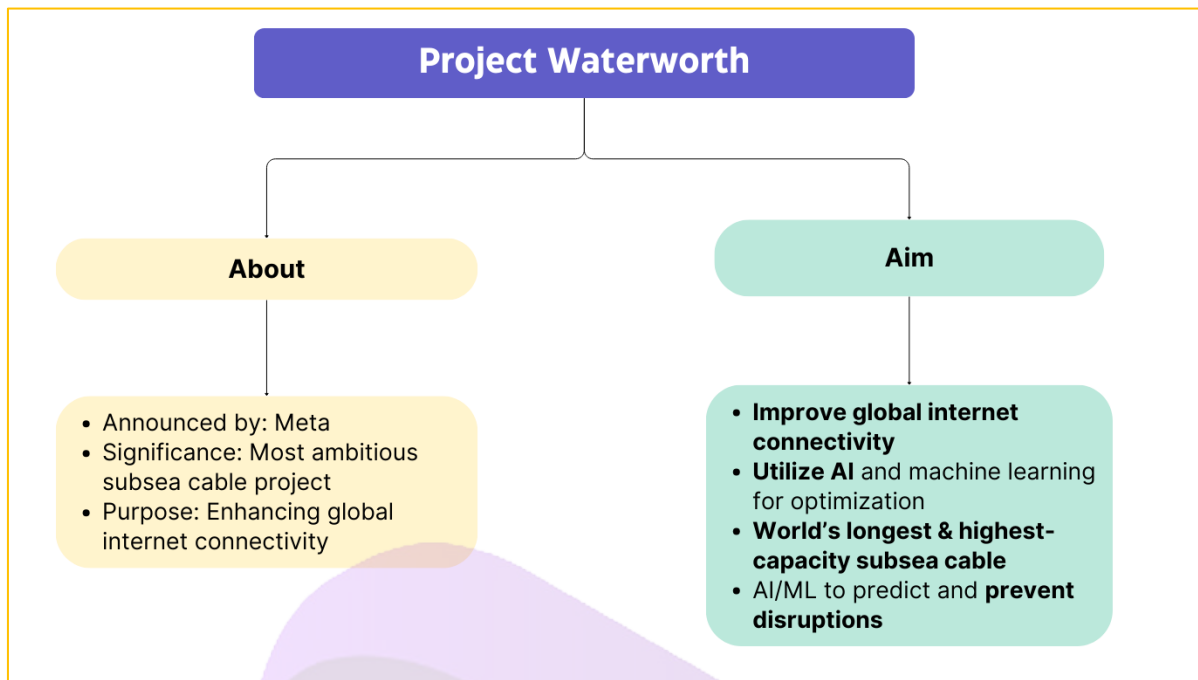 Project Waterworth
About
• Announced by: Meta
• Significance: Most ambitious
subsea cable project
• Purpose: Enhancing global
internet connectivity
Aim
• Improve global internet
connectivity
• Utilize AI and machine learning
for optimization
• World’s longest & highest-
capacity subsea cable
• AI/ML to predict and prevent
disruptions